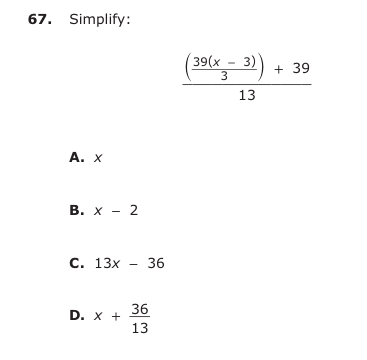 67. Simplify:
((39(x − 3))/3) + 39
13
A. x
B. x − 2
C. 13x − 36
D. x + 36/13